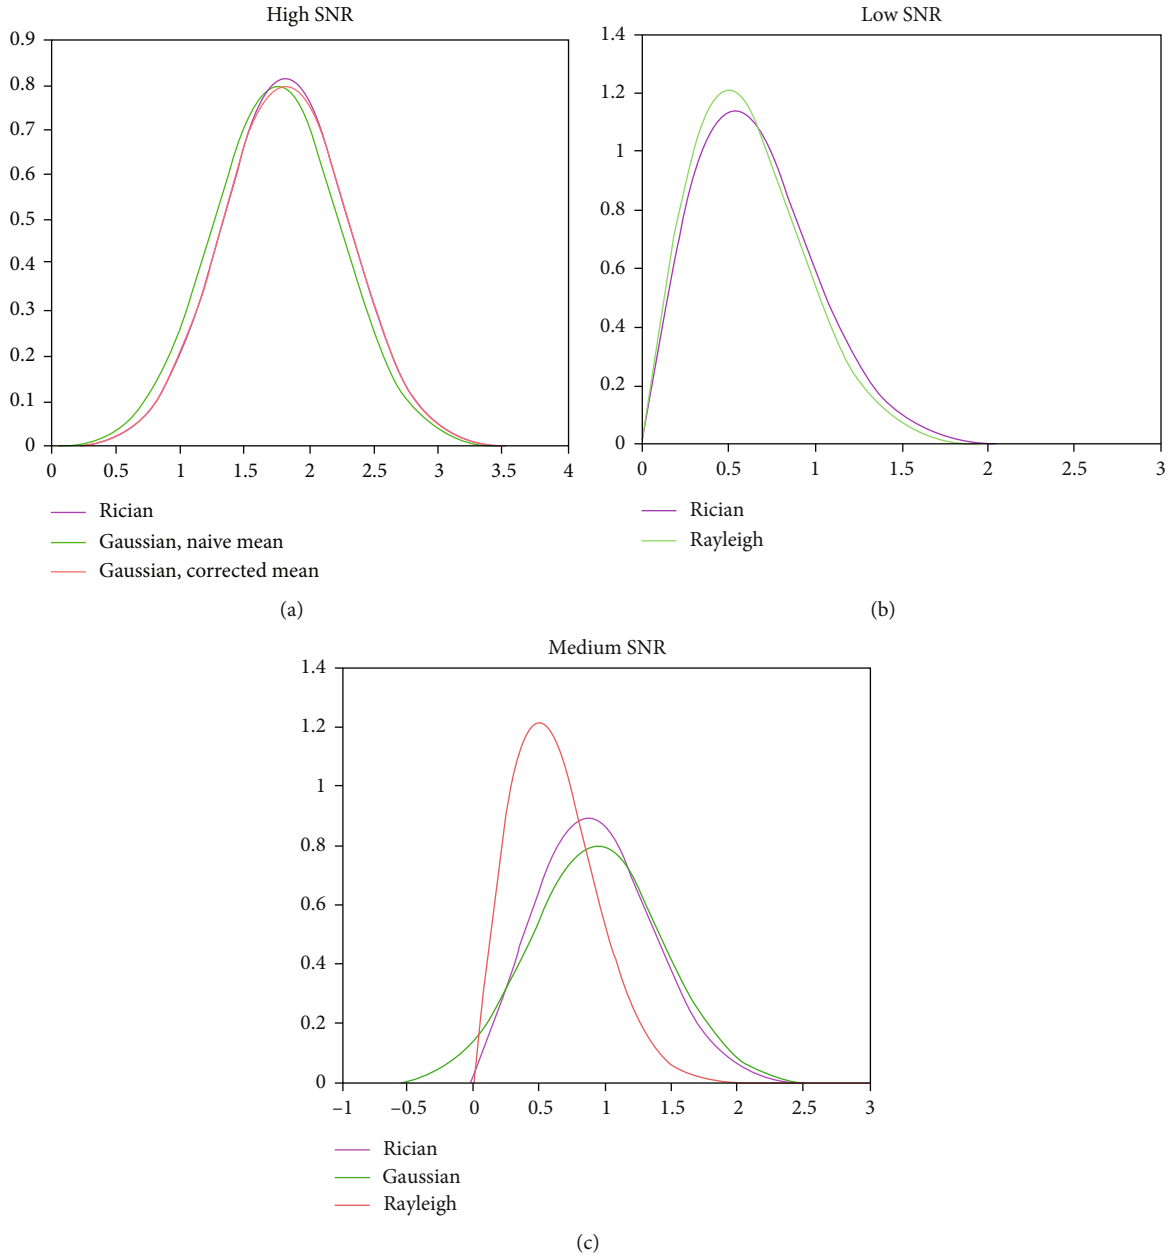 High SNR
0.9
0.8
0.7
0.6
0.5
0.4
0.3
0.2
0.1
0
0 0.5 1 1.5 2 2.5 3 3.5 4
Rician
Gaussian, naive mean
Gaussian, corrected mean
(a)
Low SNR
1.4
1.2
1
0.8
0.6
0.4
0.2
0
0 0.5 1 1.5 2 2.5 3
Rician
Rayleigh
(b)
Medium SNR
1.4
1.2
1
0.8
0.6
0.4
0.2
0
−1 −0.5 0 0.5 1 1.5 2 2.5 3
Rician
Gaussian
Rayleigh
(c)